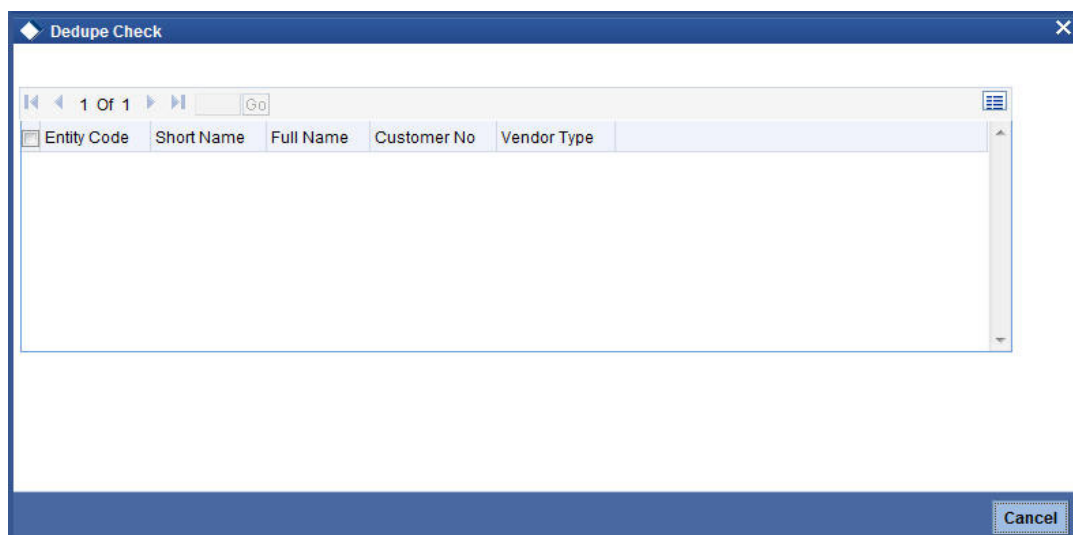 Dedupe Check
1 Of 1 Go
Entity Code Short Name Full Name Customer No Vendor Type
Cancel